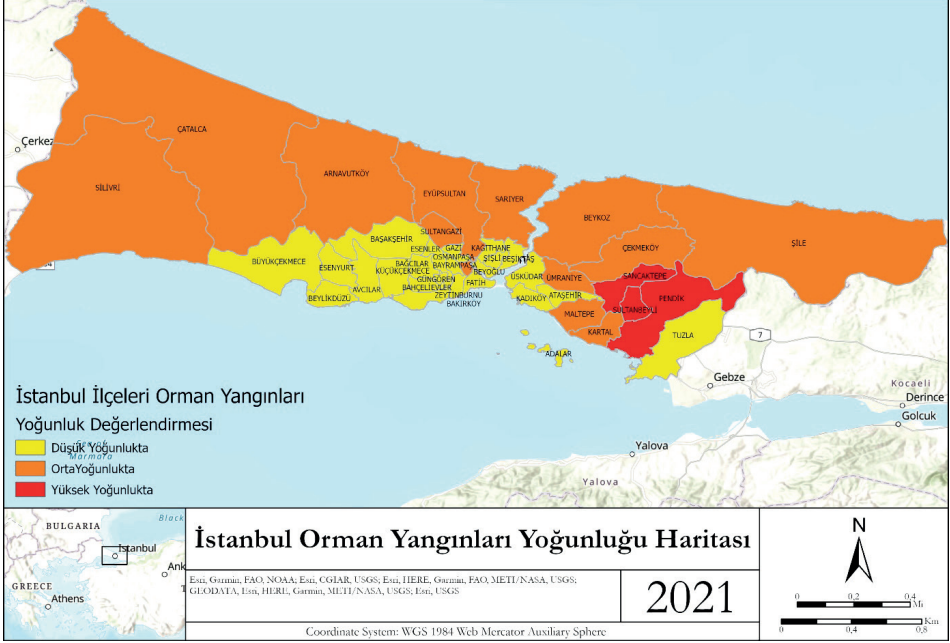 Çerkez
ÇATALCA
SİLİVRİ
ARNAVUTKÖY
EYÜPSULTAN
SARIYER
BEYKOZ
ŞİLE
ÇEKMEKÖY
SULTANGAZİ
BAŞAKŞEHİR
ESENLER
GAZİ
OSMANPAŞA
KAĞITHANE
ŞİŞLİ
BEŞİKTAŞ
BÜYÜKÇEKMECE
ESENYURT
BAĞCILAR
BAYRAMPAŞA
KÜÇÜKÇEKMECE
BEYOĞLU
GÜNGÖREN
BAHÇELİEVLER
FATİH
AVCILAR
BEYLİKDÜZÜ
ZEYTİNBURNU
BAKIRKÖY
ÜSKÜDAR
ÜMRANİYE
KADIKÖY
ATAŞEHİR
SANCAKTEPE
PENDİK
SULTANBEYLİ
MALTEPE
KARTAL
TUZLA
ADALAR
7
Gebze
Kocaeli
Derince
Golcuk
Yalova
Yalova
İstanbul İlçeleri Orman Yangınları
Yoğunluk Değerlendirmesi
Düşük Yoğunlukta
Marmara
OrtaYoğunlukta
Yüksek Yoğunlukta
BULGARIA
Black
İstanbul
Ank
GREECE
Athens
İstanbul Orman Yangınları Yoğunluğu Haritası
Esri, Garmin, FAO, NOAA; Esri, CGIAR, USGS; Esri, HERE, Garmin, FAO, METI/NASA, USGS;
GEODATA, Esri, HERE, Garmin, METI/NASA, USGS; Esri, USGS
2021
Coordinate System: WGS 1984 Web Mercator Auxiliary Sphere
N
0 0,2 0,4
Mi
Km
0 0,4 0,8